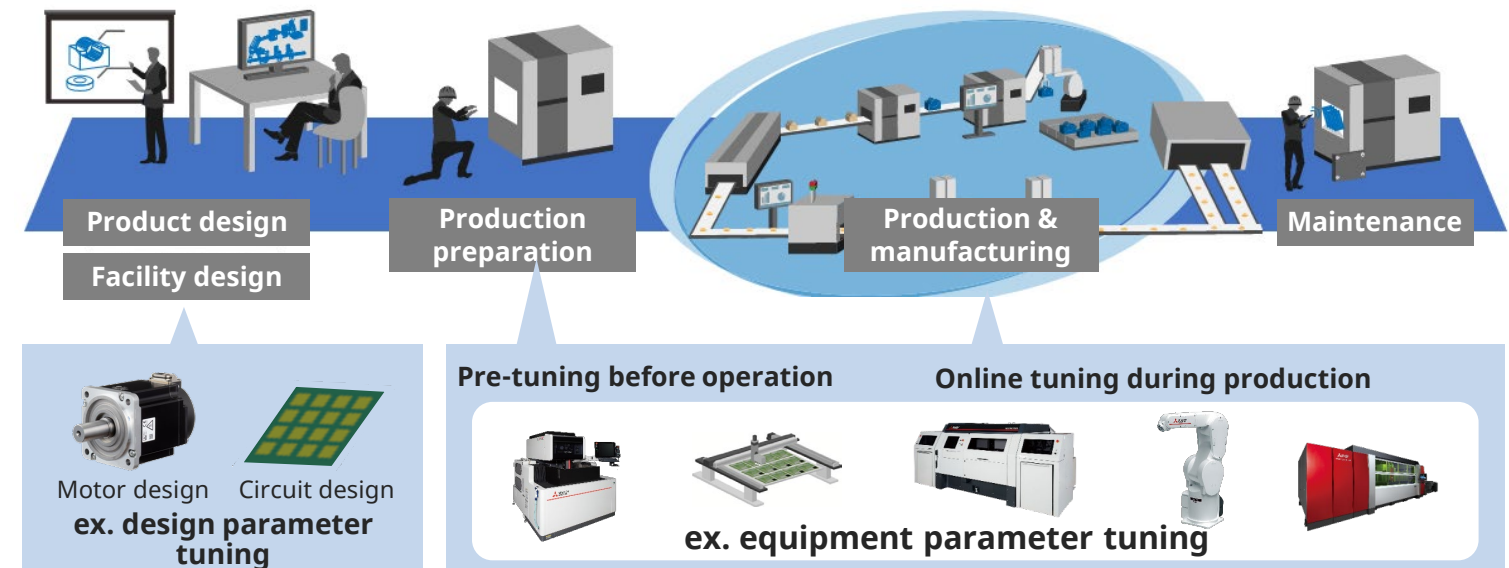 Product design
Facility design
Production
preparation
Production &
manufacturing
Maintenance
Pre-tuning before operation
Online tuning during production
Motor design
Circuit design
ex. design parameter
tuning
ex. equipment parameter tuning